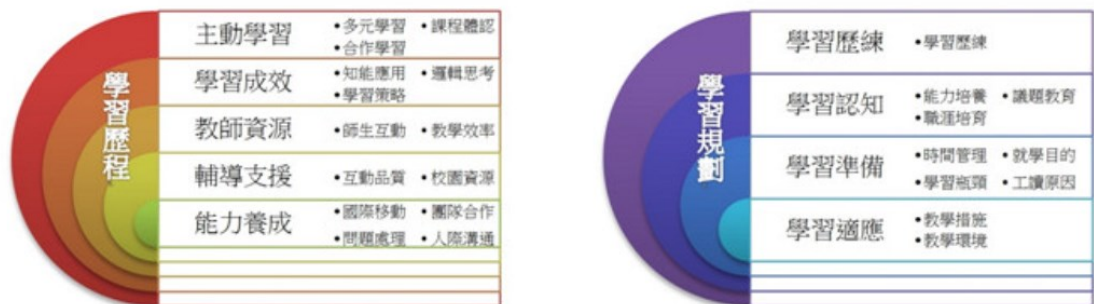 學習歷程
主動學習
•多元學習 •課程體認
•合作學習
學習成效
•知能應用 •邏輯思考
•學習策略
教師資源
•師生互動 •教學效率
輔導支援
•互動品質 •校園資源
能力養成
•國際移動 •團隊合作
•問題處理 •人際溝通
學習規劃
學習歷練
•學習歷練
學習認知
•能力培養 •議題教育
•職涯培育
學習準備
•時間管理 •就學目的
•學習瓶頸 •工讀原因
學習適應
•教學措施
•教學環境